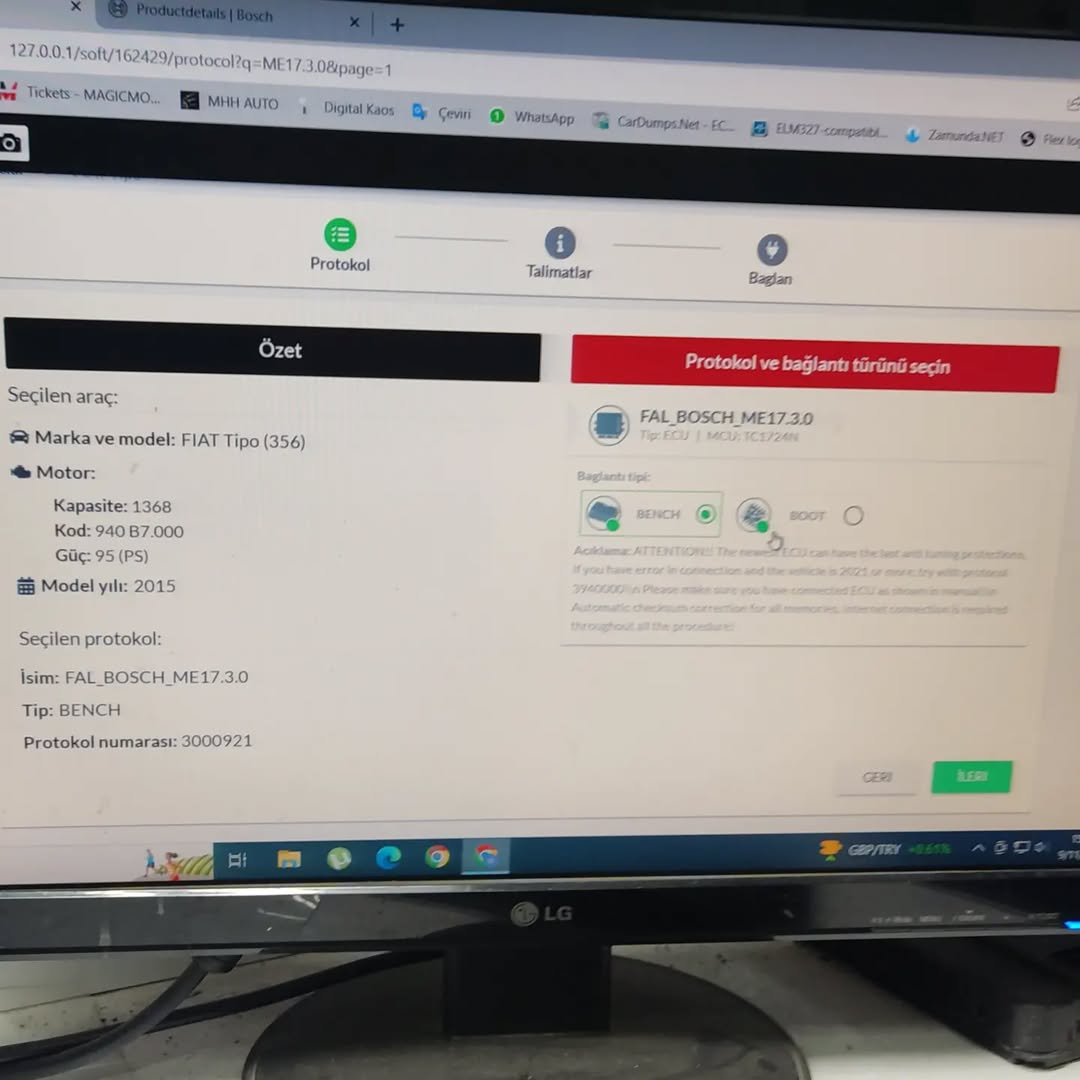 Productdetails | Bosch
127.0.0.1/soft/162429/protocol?q=ME17.3.0&page=1
Tickets - MAGICMO...
MHH AUTO
Digital Kaos
Çeviri
WhatsApp
CarDumps.Net - EC...
ELM327-compatibl...
Zamunda.NET
Protokol
Talimatlar
Baglan
Özet
Seçilen araç:
Marka ve model: FIAT Tipo (356)
Motor:
Kapasite: 1368
Kod: 940 B7.000
Güç: 95 (PS)
Model yılı: 2015
Seçilen protokol:
İsim: FAL_BOSCH_ME17.3.0
Tip: BENCH
Protokol numarası: 3000921
Protokol ve bağlantı türünü seçin
FAL_BOSCH_ME17.3.0
Tip: ECU | MCU: TC1724N
Baglantı tipi:
BENCH
BOOT
Acıklama: ATTENTION!! The newest ECU can have the last anti tuning protections.
If you have error in connection and the vehicle is 2021 or more: try with protocol
Please make sure you have connected ECU as shown in manual
Automatic checksum correction for all memories, internet connection is required
throughout all the procedure!
GERI
İLERI
GBP/TRY +0.61%
LG